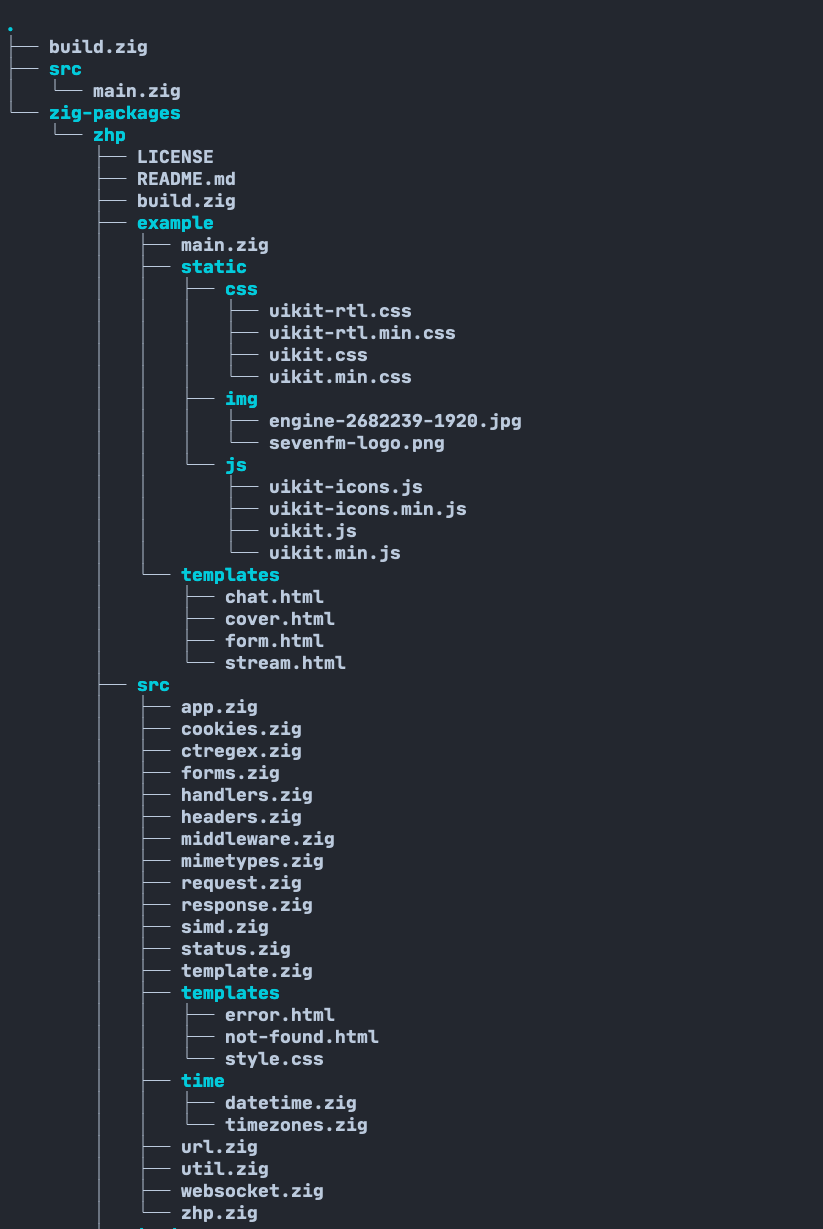 .
├── build.zig
├── src
│   └── main.zig
└── zig-packages
    └── zhp
        ├── LICENSE
        ├── README.md
        ├── build.zig
        ├── example
        │   ├── main.zig
        │   ├── static
        │   │   ├── css
        │   │   │   ├── uikit-rtl.css
        │   │   │   ├── uikit-rtl.min.css
        │   │   │   ├── uikit.css
        │   │   │   └── uikit.min.css
        │   │   ├── img
        │   │   │   ├── engine-2682239-1920.jpg
        │   │   │   └── sevenfm-logo.png
        │   │   └── js
        │   │       ├── uikit-icons.js
        │   │       ├── uikit-icons.min.js
        │   │       ├── uikit.js
        │   │       └── uikit.min.js
        │   └── templates
        │       ├── chat.html
        │       ├── cover.html
        │       ├── form.html
        │       └── stream.html
        ├── src
        │   ├── app.zig
        │   ├── cookies.zig
        │   ├── ctregex.zig
        │   ├── forms.zig
        │   ├── handlers.zig
        │   ├── headers.zig
        │   ├── middleware.zig
        │   ├── mimetypes.zig
        │   ├── request.zig
        │   ├── response.zig
        │   ├── simd.zig
        │   ├── status.zig
        │   ├── template.zig
        │   ├── templates
        │   │   ├── error.html
        │   │   ├── not-found.html
        │   │   └── style.css
        │   ├── time
        │   │   ├── datetime.zig
        │   │   └── timezones.zig
        │   ├── url.zig
        │   ├── util.zig
        │   ├── websocket.zig
        │   └── zhp.zig